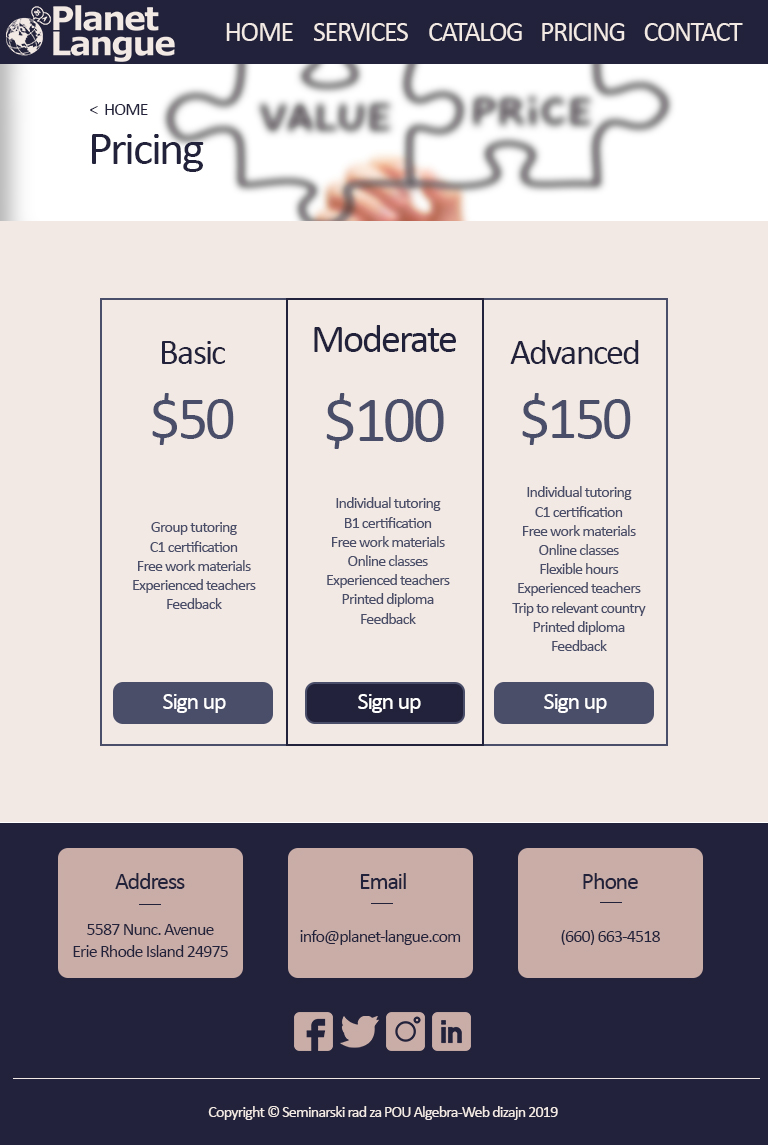 Planet
Langue
HOME SERVICES CATALOG PRICING CONTACT
VALUE PRiCE
< HOME
Pricing
Basic
$50
Group tutoring
C1 certification
Free work materials
Experienced teachers
Feedback
Sign up
Moderate
$100
Individual tutoring
B1 certification
Free work materials
Online classes
Experienced teachers
Printed diploma
Feedback
Sign up
Advanced
$150
Individual tutoring
C1 certification
Free work materials
Online classes
Flexible hours
Experienced teachers
Trip to relevant country
Printed diploma
Feedback
Sign up
Address
5587 Nunc. Avenue
Erie Rhode Island 24975
Email
info@planet-langue.com
Phone
(660) 663-4518
Copyright © Seminarski rad za POU Algebra-Web dizajn 2019